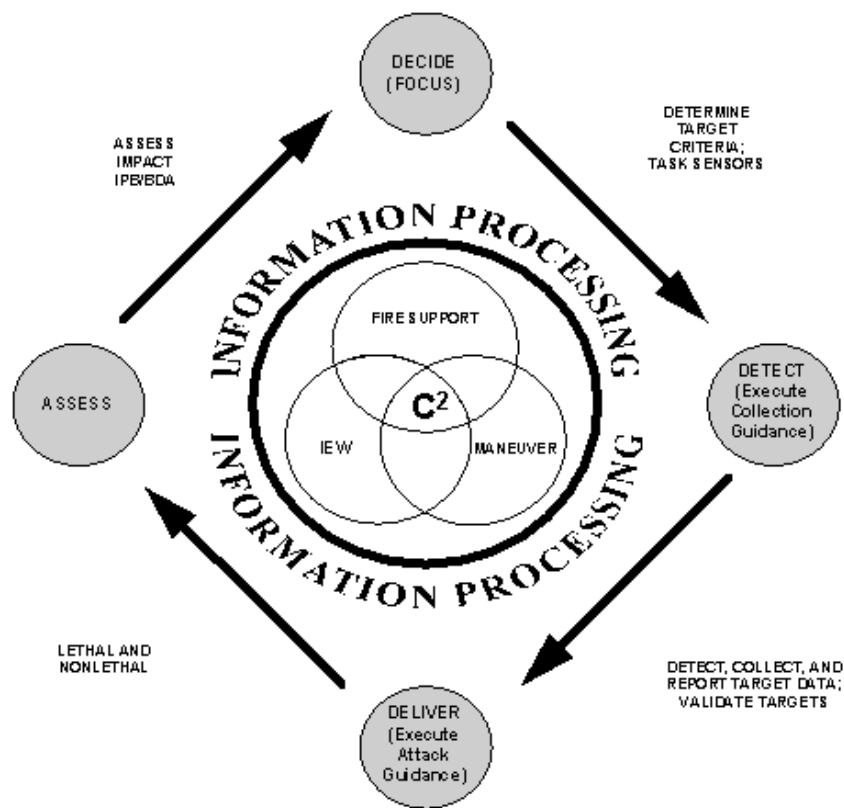 DECIDE
(FOCUS)
ASSESS
IMPACT
IPB/BDA
DETERMINE
TARGET
CRITERIA;
TASK SENSORS
INFORMATION PROCESSING
FIRE SUPPORT
C²
IEW
MANEUVER
INFORMATION PROCESSING
ASSESS
DETECT
(Execute
Collection
Guidance)
LETHAL AND
NONLETHAL
DELIVER
(Execute
Attack
Guidance)
DETECT, COLLECT, AND
REPORT TARGET DATA;
VALIDATE TARGETS